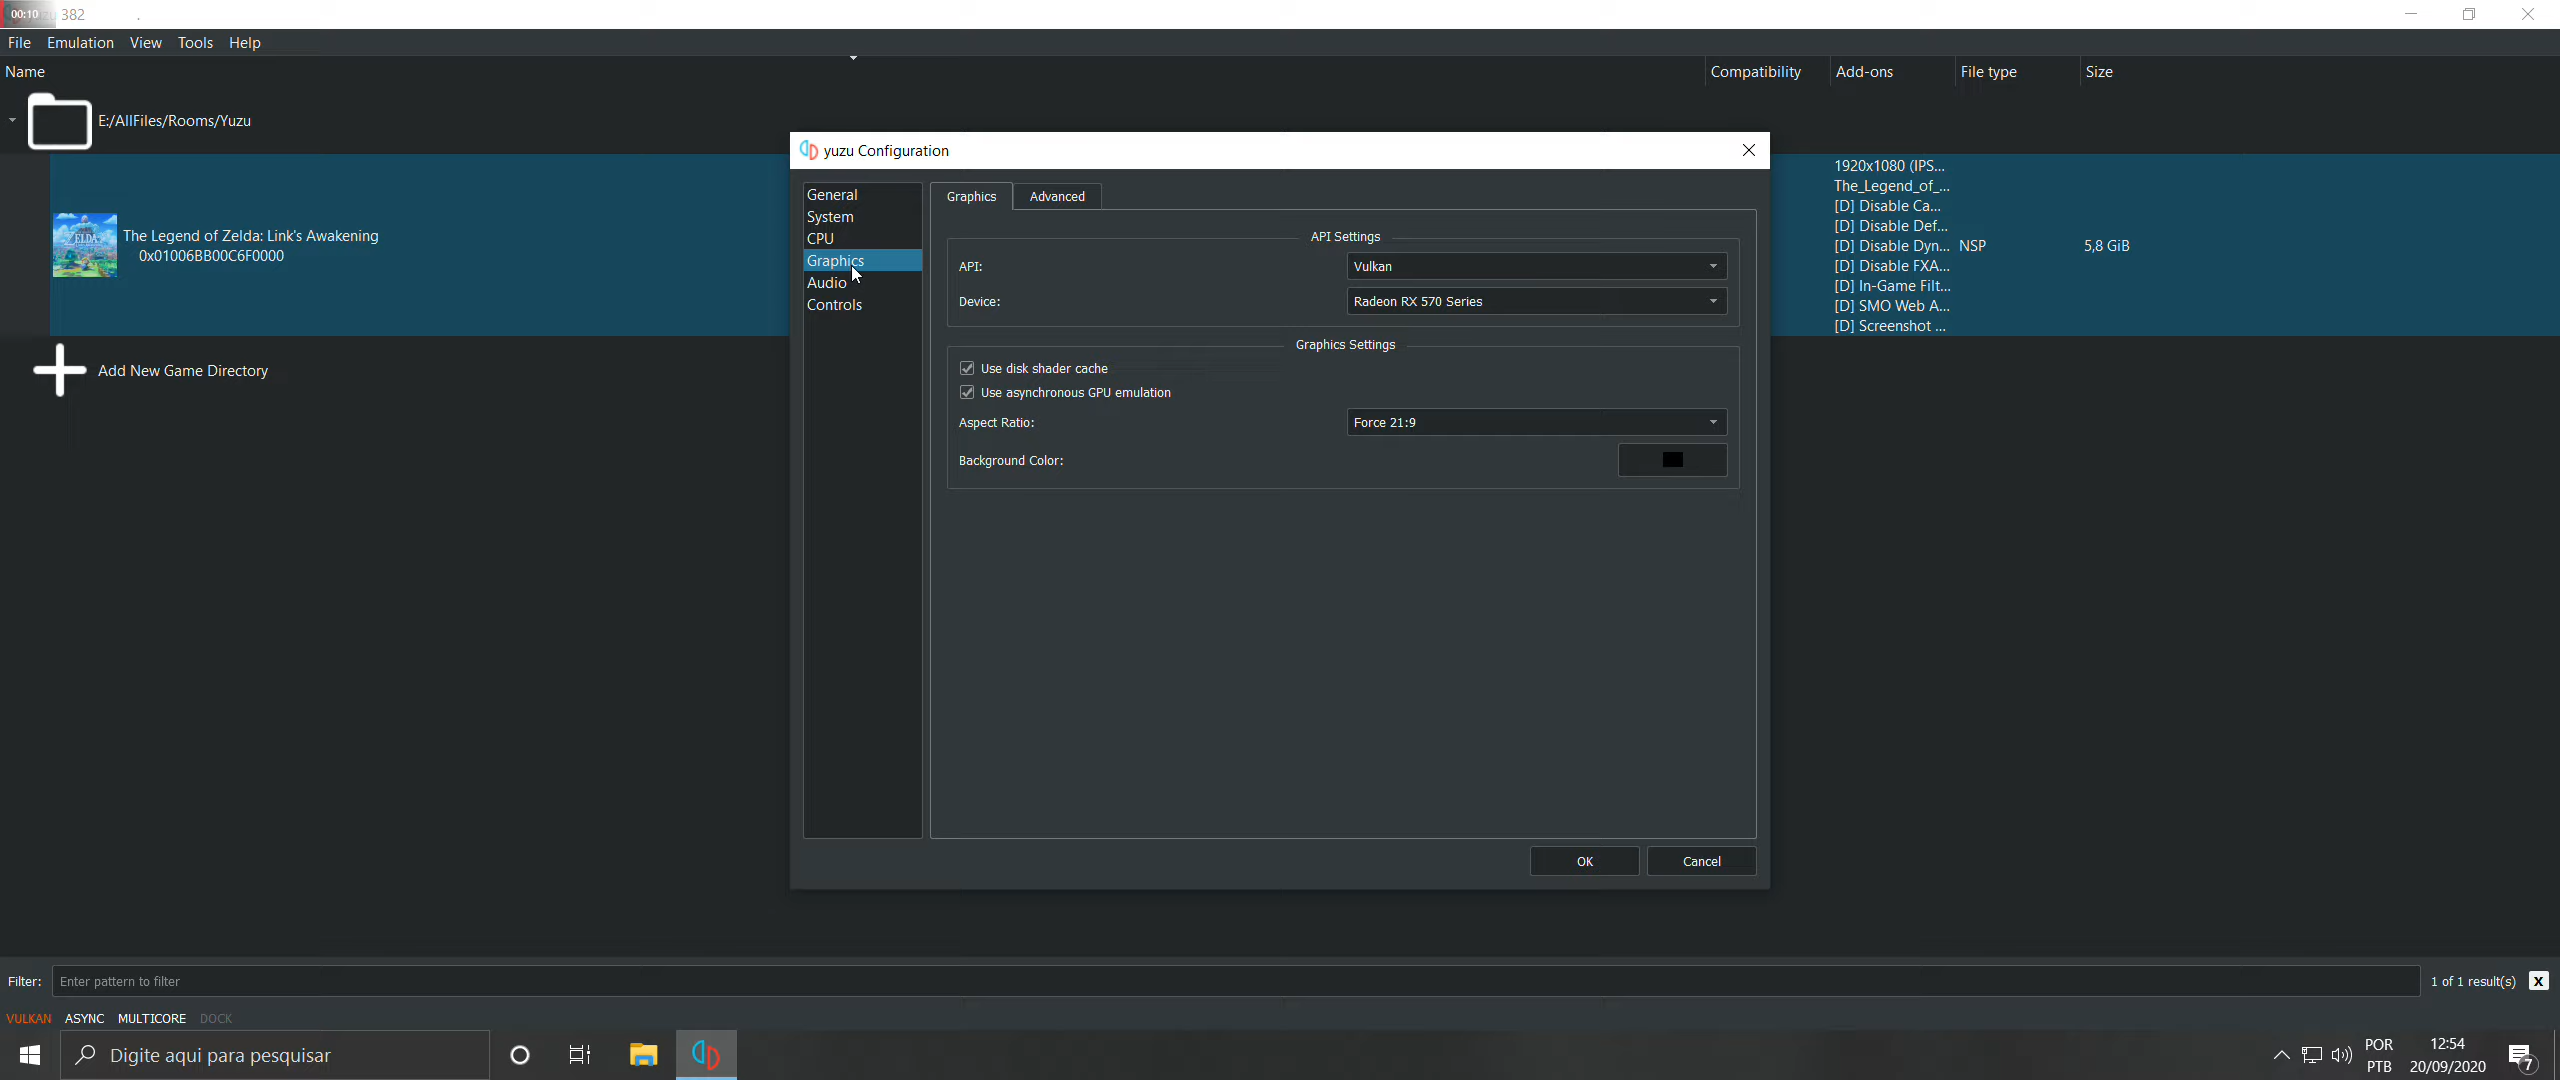 00:10 382
File Emulation View Tools Help
Name Compatibility Add-ons File type Size
E:/AllFiles/Rooms/Yuzu
yuzu Configuration
The Legend of Zelda: Link's Awakening
0x01006BB00C6F0000
1920x1080 (IPS...
The_Legend_of_...
[D] Disable Ca...
[D] Disable Def...
[D] Disable Dyn... NSP 5,8 GiB
[D] Disable FXA...
[D] In-Game Filt...
[D] SMO Web A...
[D] Screenshot ...
Add New Game Directory
General
System
CPU
Graphics
Audio
Controls
Graphics Advanced
API Settings
API: Vulkan
Device: Radeon RX 570 Series
Graphics Settings
Use disk shader cache
Use asynchronous GPU emulation
Aspect Ratio: Force 21:9
Background Color:
OK Cancel
Filter: Enter pattern to filter 1 of 1 result(s) X
VULKAN ASYNC MULTICORE DOCK
Digite aqui para pesquisar
POR
PTB
12:54
20/09/2020
7